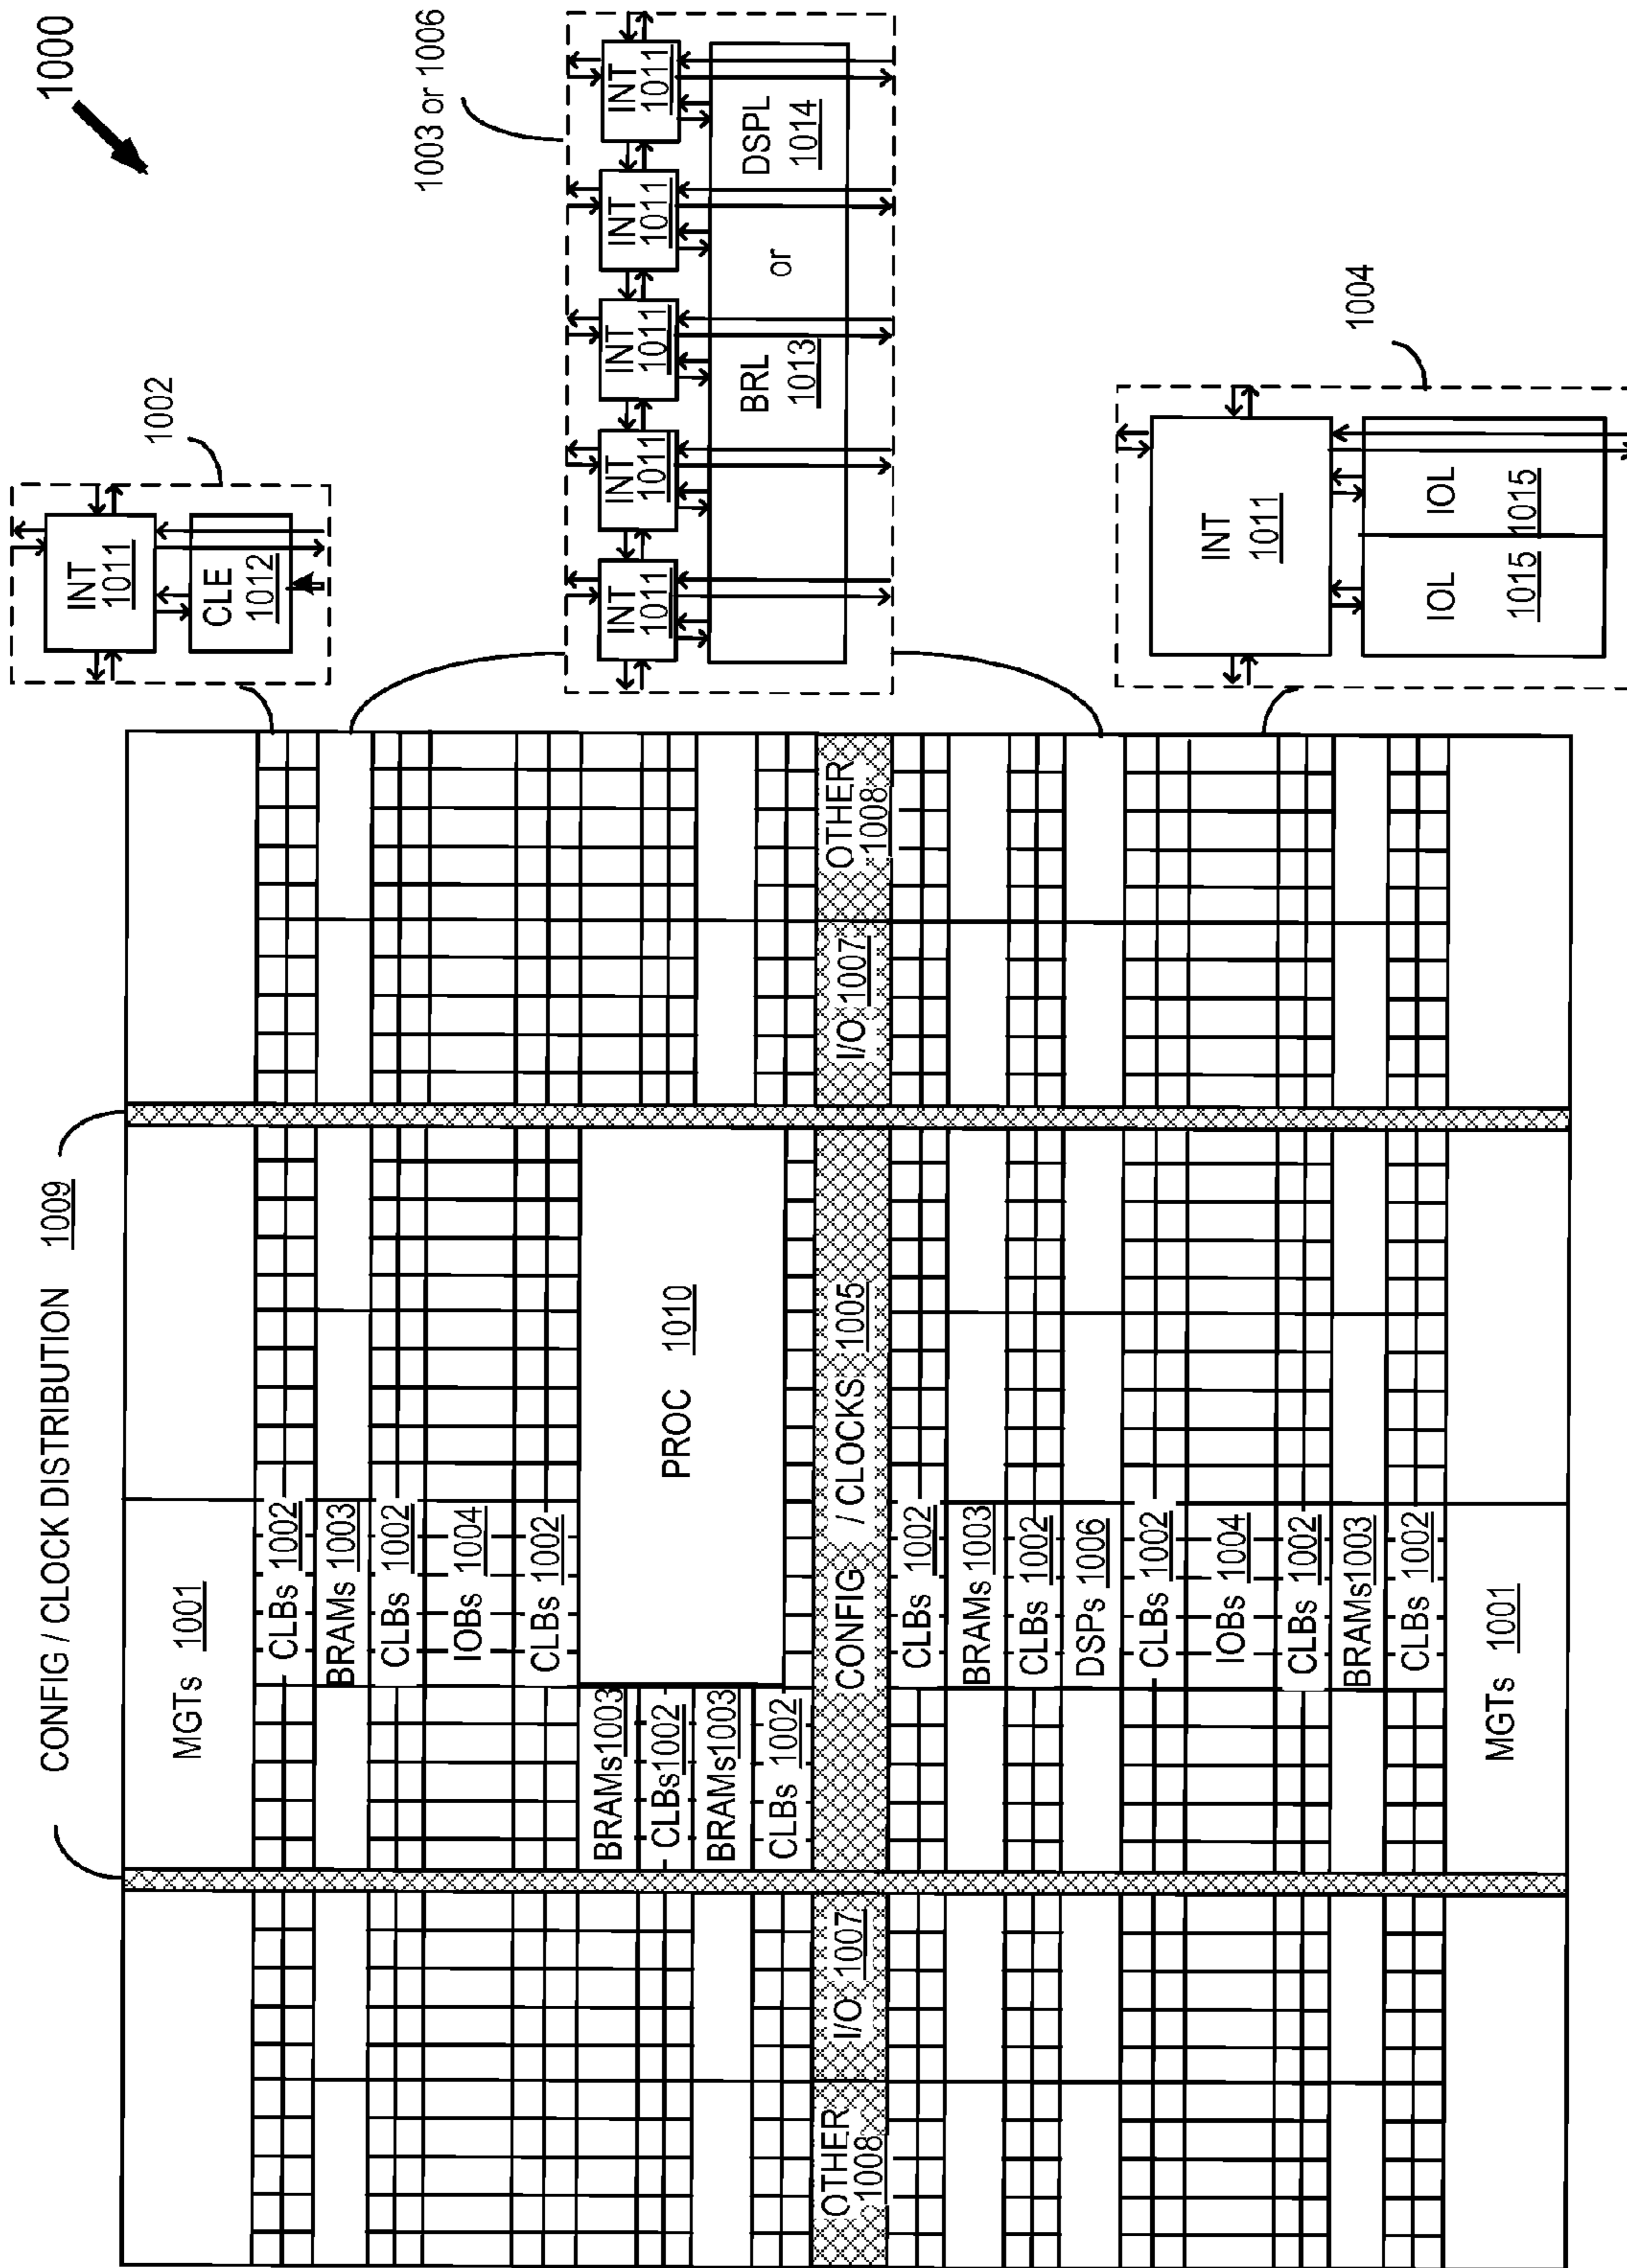 1000
CONFIG / CLOCK DISTRIBUTION 1009
MGTs 1001
CLBs 1002
BRAMs 1003
CLBs 1002
IOBs 1004
CLBs 1002
BRAMs 1003
CLBs 1002
BRAMs 1003
CLBs 1002
PROC 1010
OTHER
1008
I/O 1007
CONFIG / CLOCKS 1005
I/O 1007
OTHER
1008
CLBs 1002
BRAMs 1003
CLBs 1002
DSPs 1006
CLBs 1002
IOBs 1004
CLBs 1002
BRAMs 1003
CLBs 1002
MGTs 1001
1002
INT
1011
CLE
1012
1003 or 1006
INT
1011
INT
1011
INT
1011
INT
1011
INT
1011
BRL
1013
or
DSPL
1014
1004
INT
1011
IOL
1015
IOL
1015